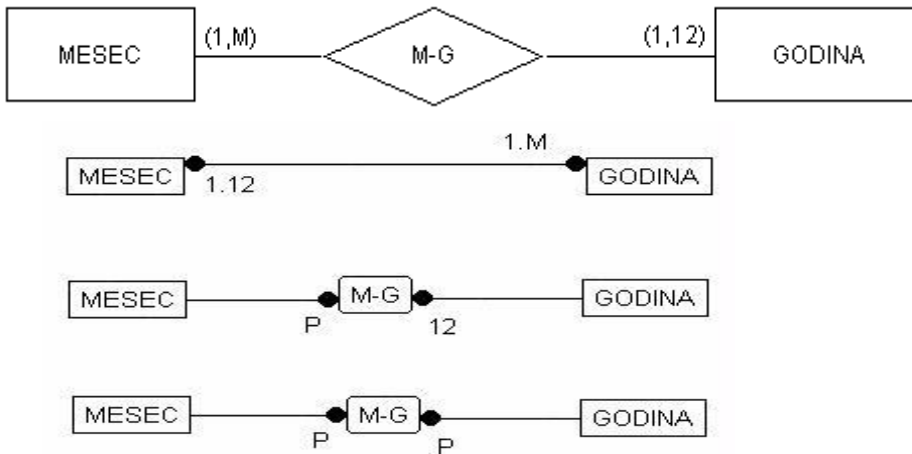 MESEC (1,M) M-G (1,12) GODINA
1.M
MESEC 1.12 GODINA
MESEC M-G GODINA
P 12
MESEC M-G GODINA
P P